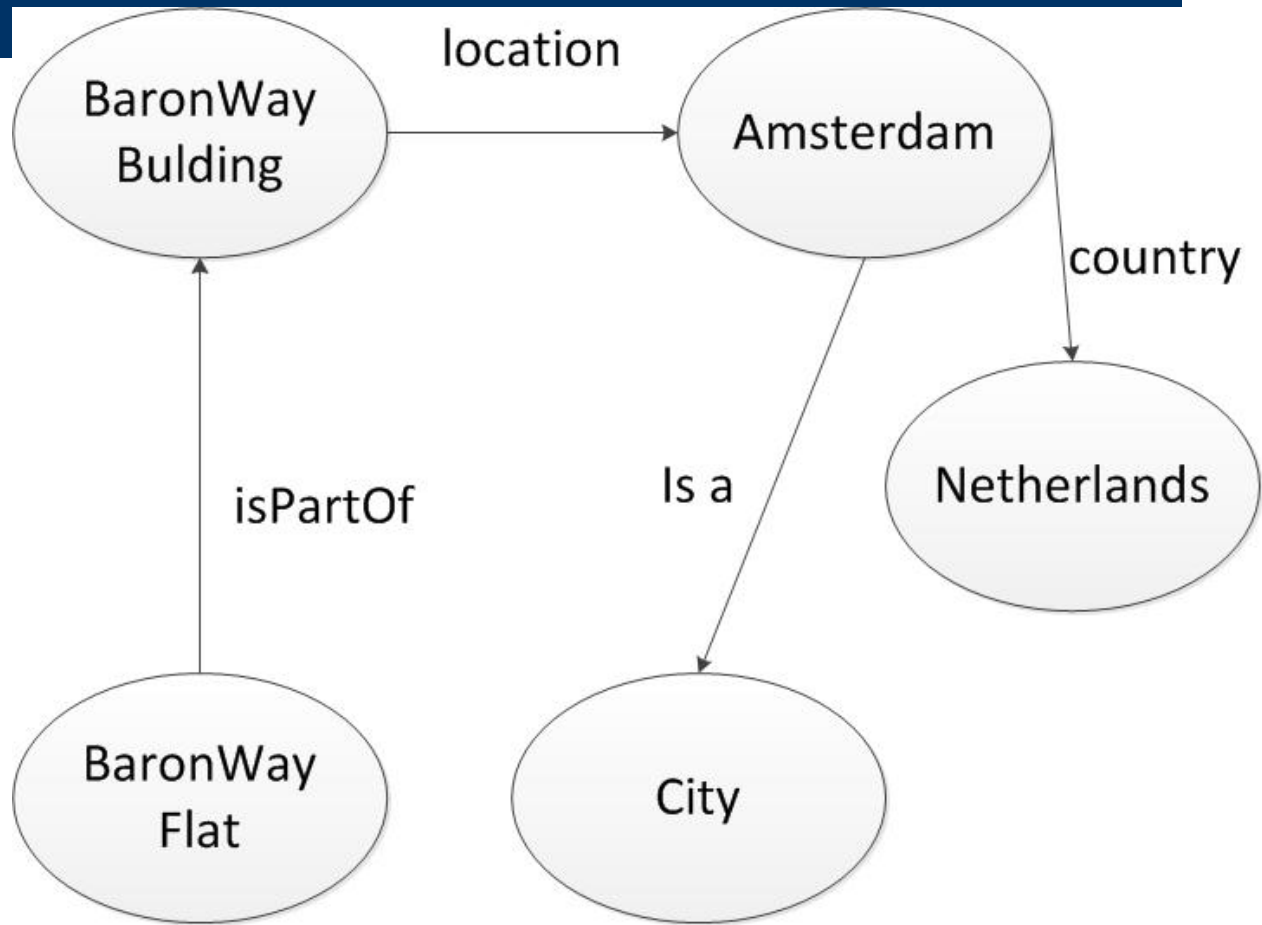 location
BaronWay
Bulding
Amsterdam
country
isPartOf
Is a
Netherlands
BaronWay
Flat
City